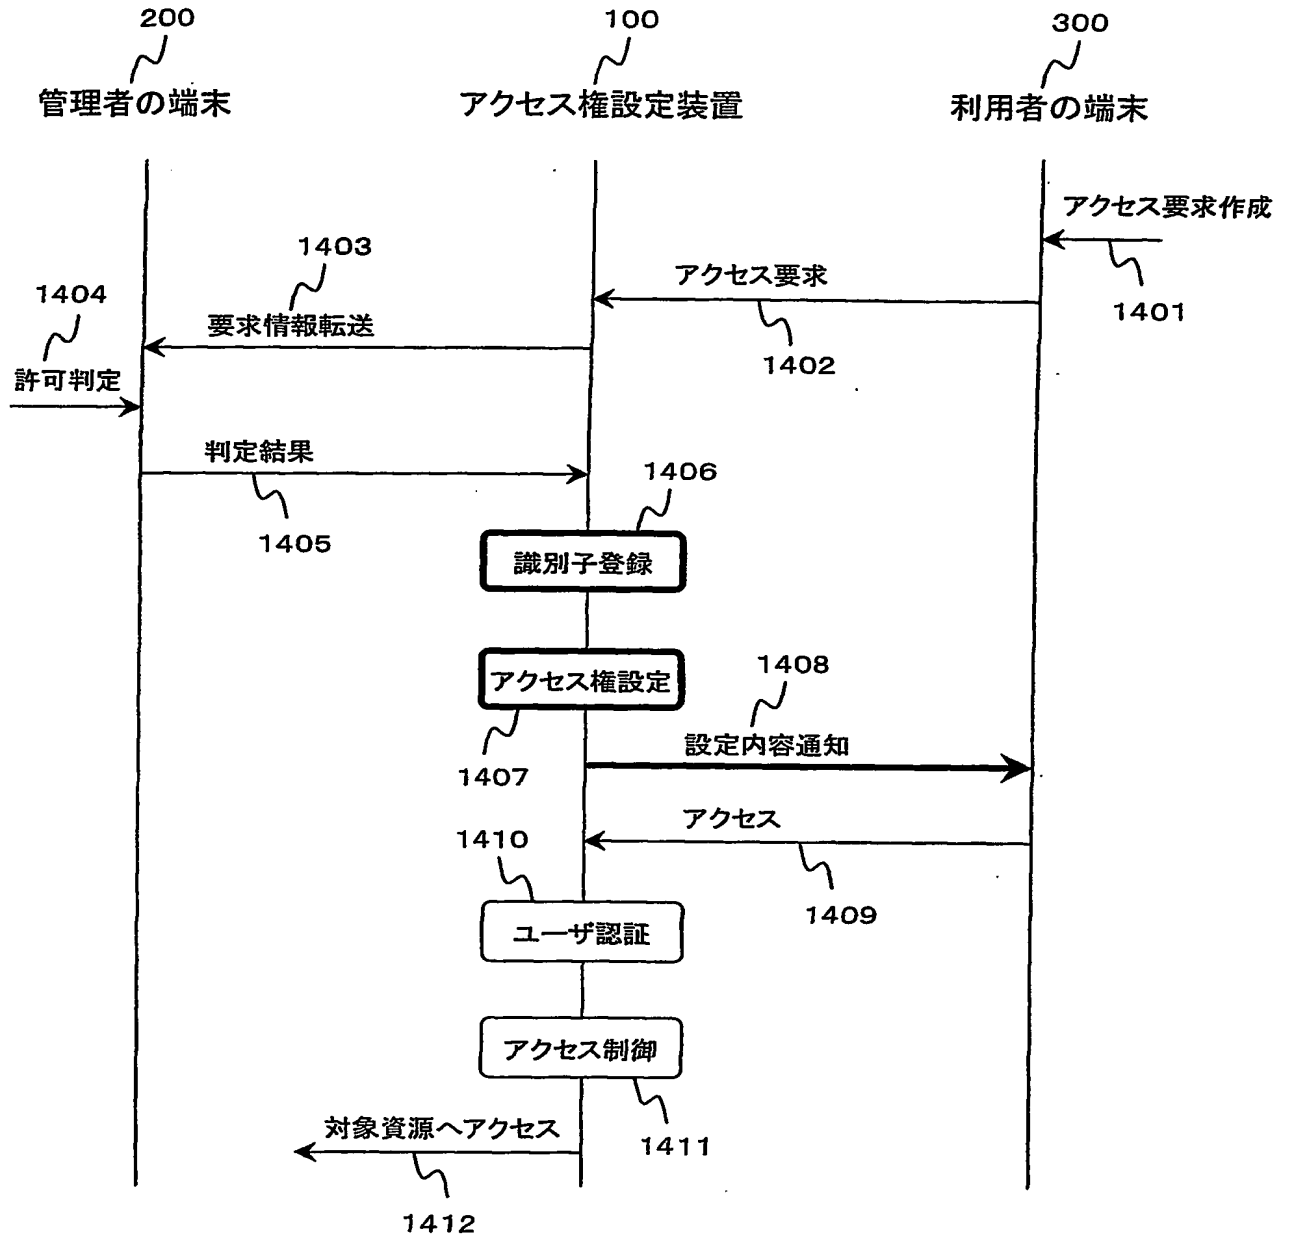 200
100
300
管理者の端末
アクセス権設定装置
利用者の端末
アクセス要求作成
1401
アクセス要求
1402
1403
要求情報転送
1404
許可判定
判定結果
1405
1406
識別子登録
アクセス権設定
1407
1408
設定内容通知
アクセス
1409
1410
ユーザ認証
アクセス制御
1411
対象資源へアクセス
1412